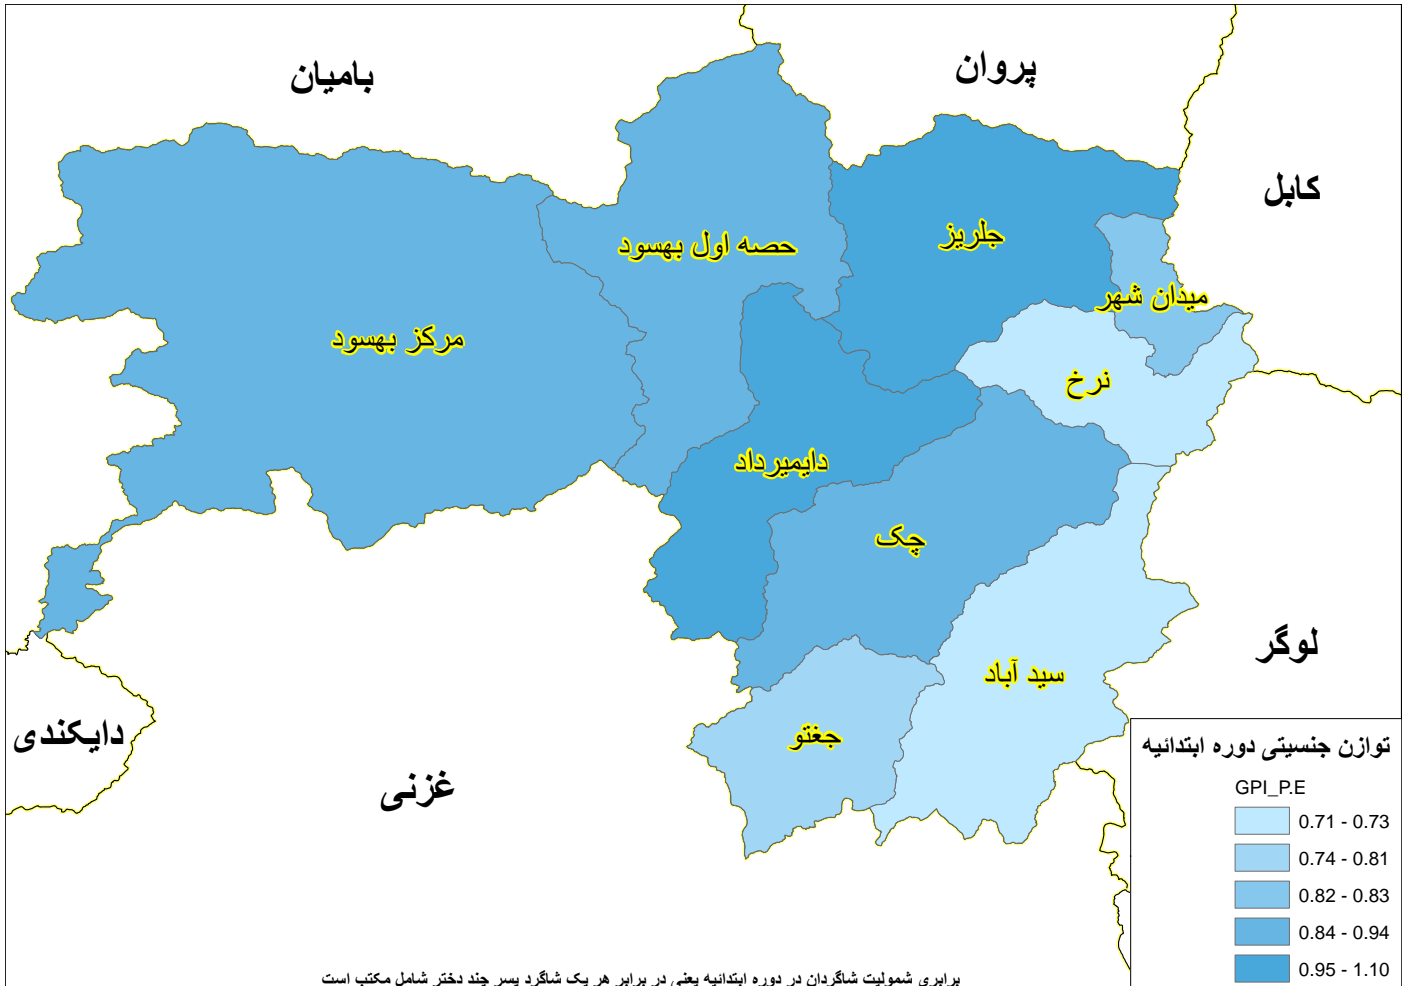 بامیان
پروان
کابل
حصه اول بهسود
جلریز
میدان شهر
مرکز بهسود
نرخ
دایمیرداد
چک
لوگر
سید آباد
جغتو
دایکندی
غزنی
توازن جنسیتی دوره ابتدائیه
GPI_P.E
0.71 - 0.73
0.74 - 0.81
0.82 - 0.83
0.84 - 0.94
0.95 - 1.10
برابری شمولیت شاگردان در دوره ابتدائیه یعنی در برابر هر یک شاگرد پسر چند دختر شامل مکتب است